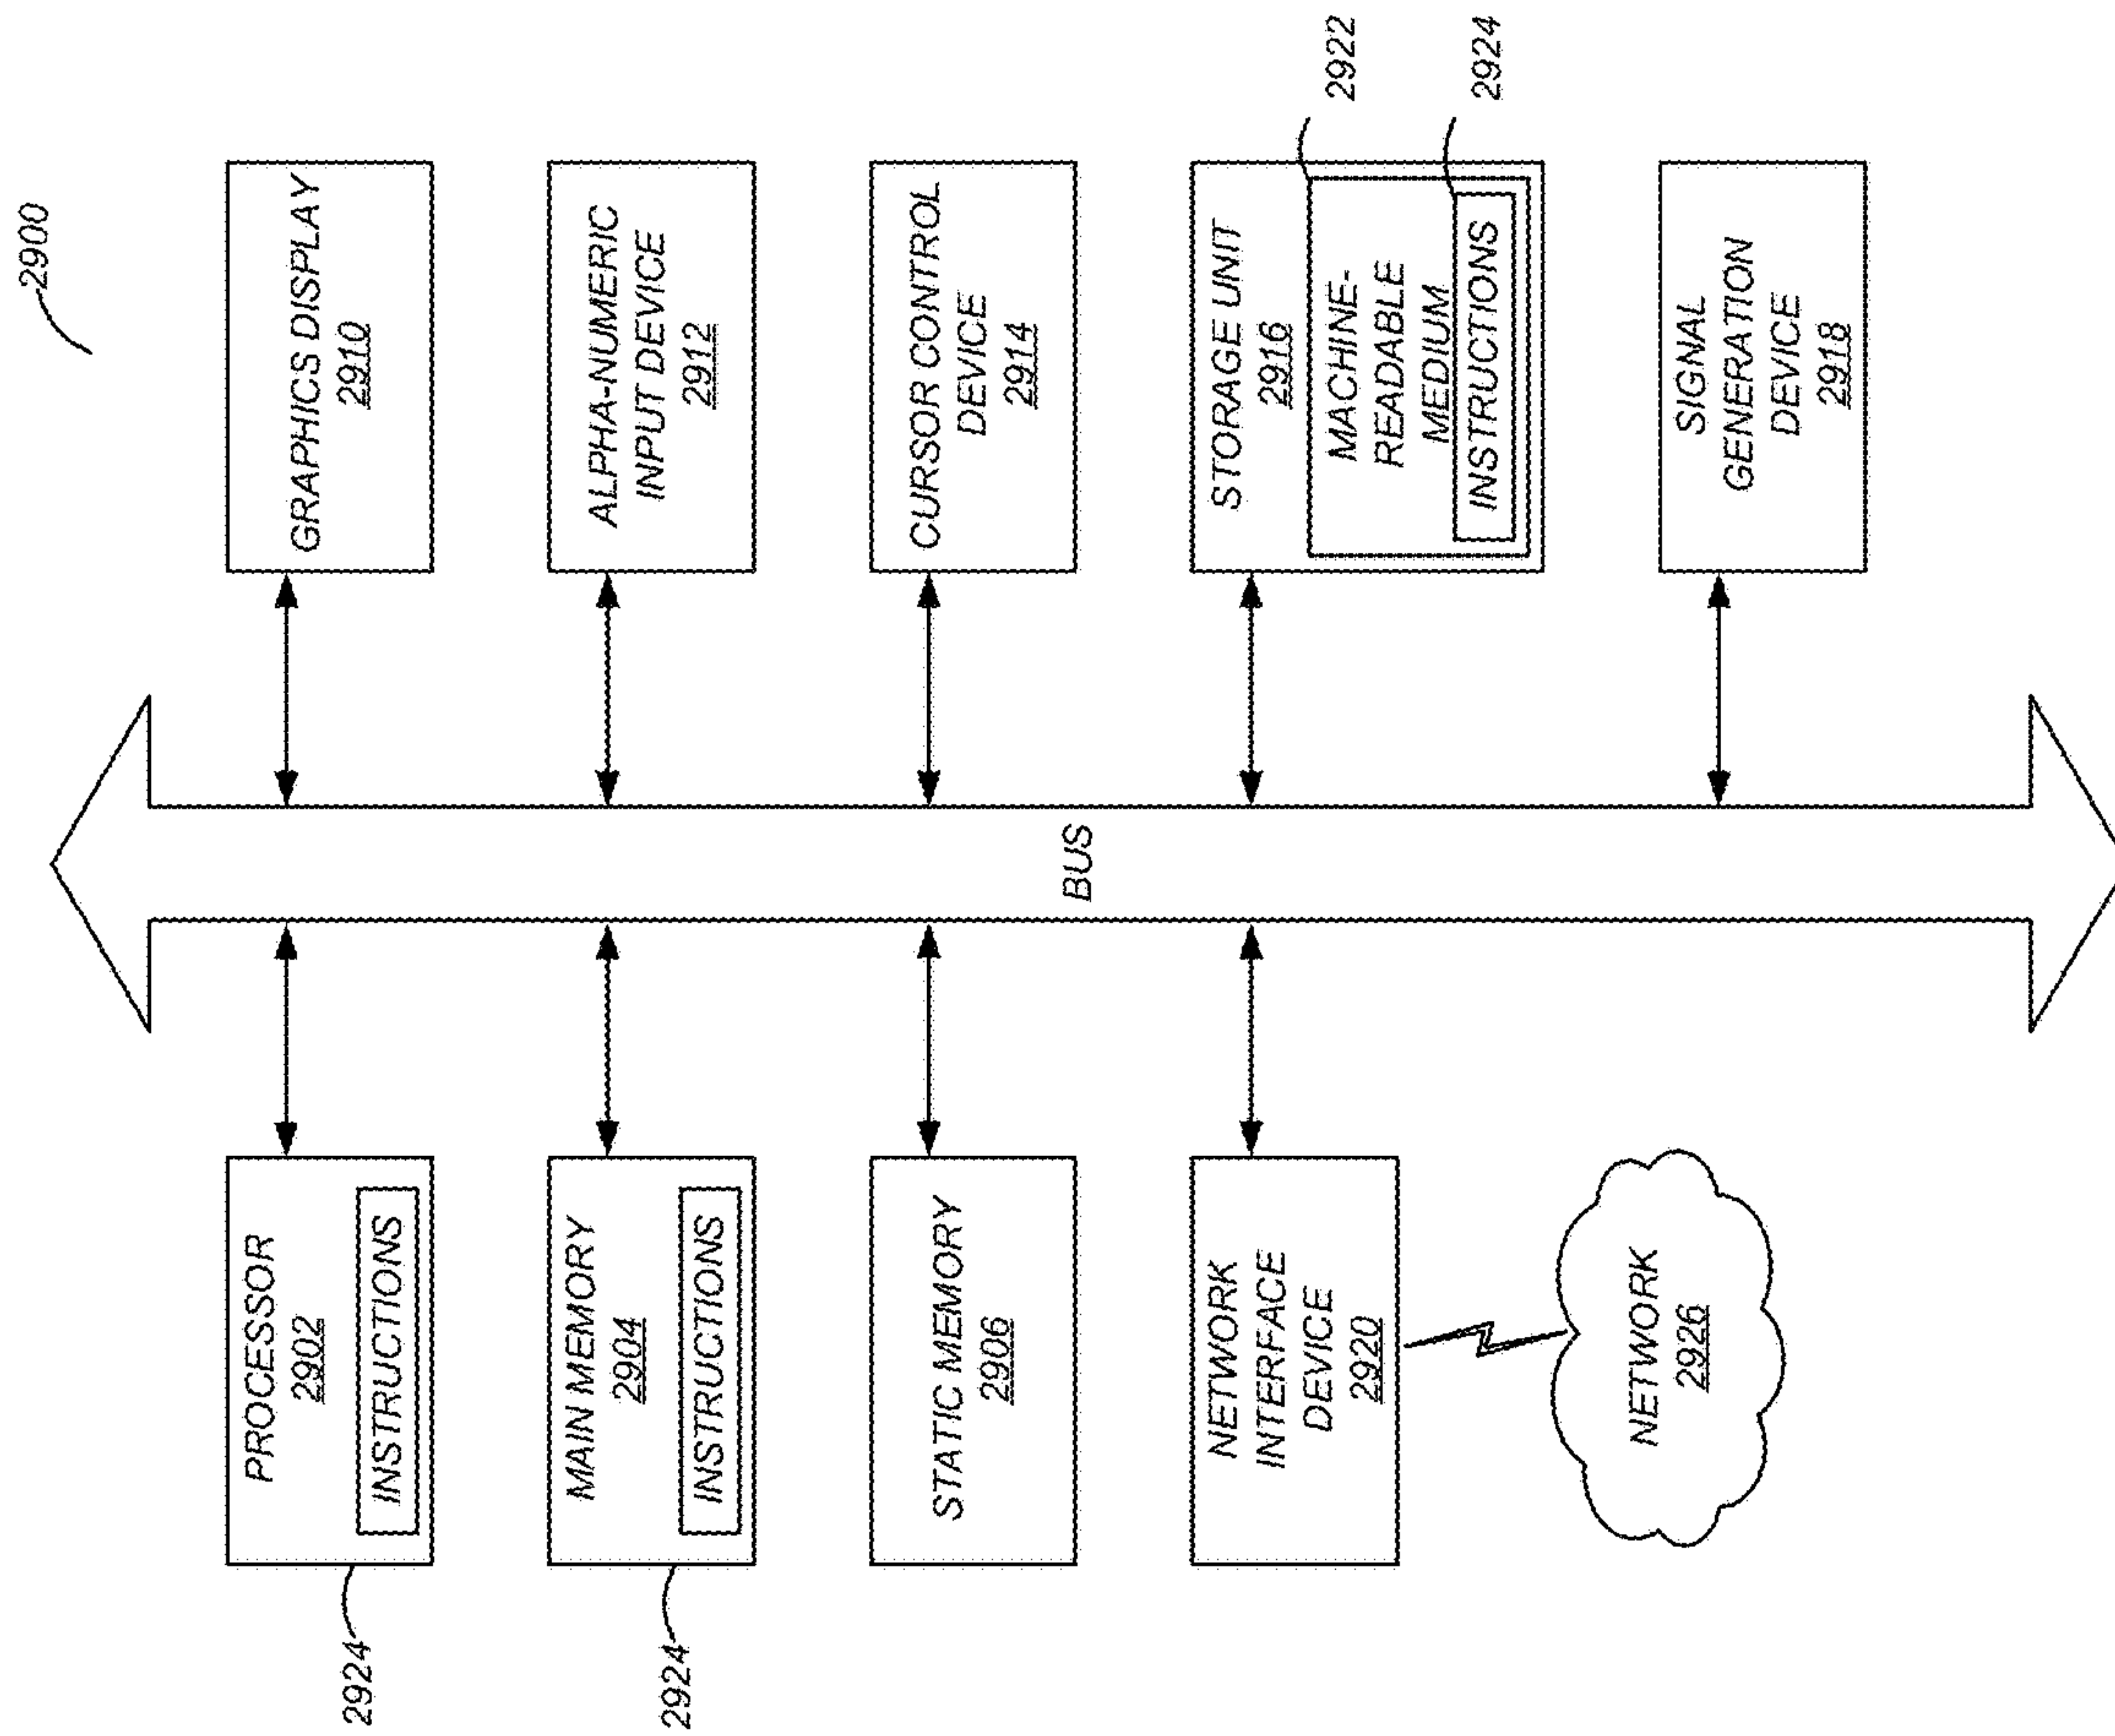 2900
PROCESSOR
2902
INSTRUCTIONS
2924
MAIN MEMORY
2904
INSTRUCTIONS
2924
STATIC MEMORY
2906
NETWORK
INTERFACE
DEVICE
2920
NETWORK
2926
BUS
GRAPHICS DISPLAY
2910
ALPHA-NUMERIC
INPUT DEVICE
2912
CURSOR CONTROL
DEVICE
2914
STORAGE UNIT
2916
MACHINE-
READABLE
MEDIUM
INSTRUCTIONS
2922
2924
SIGNAL
GENERATION
DEVICE
2918